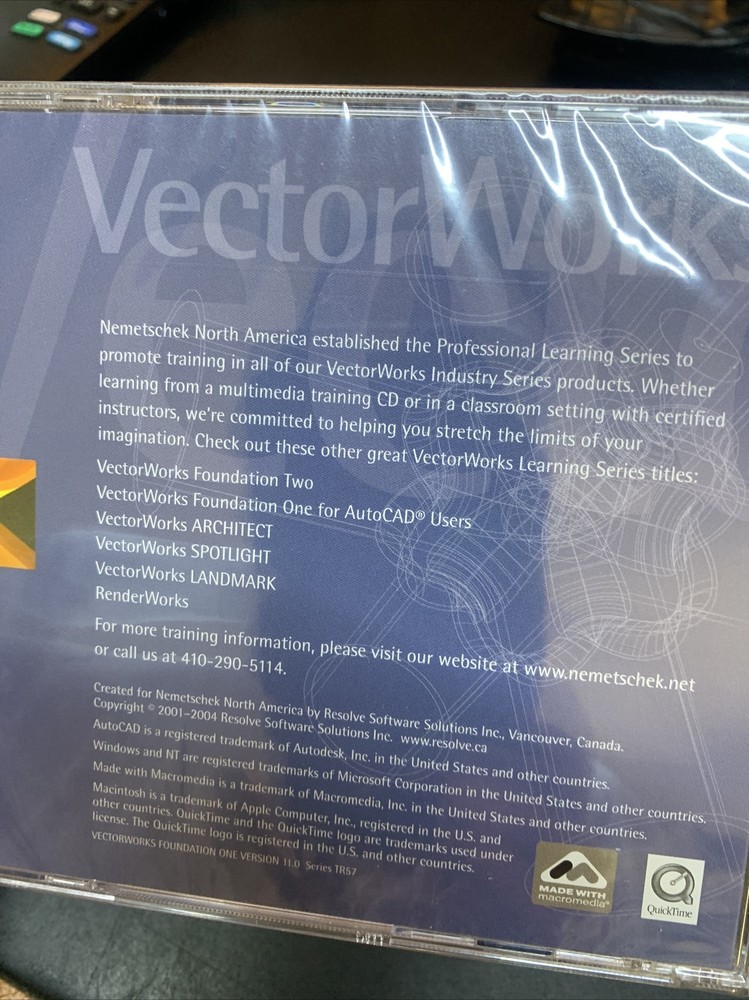 VectorWorks
Nemetschek North America established the Professional Learning Series to
promote training in all of our VectorWorks Industry Series products. Whether
learning from a multimedia training CD or in a classroom setting with certified
instructors, we're committed to helping you stretch the limits of your
imagination. Check out these other great VectorWorks Learning Series titles:
VectorWorks Foundation Two
VectorWorks Foundation One for AutoCAD® Users
VectorWorks ARCHITECT
VectorWorks SPOTLIGHT
VectorWorks LANDMARK
RenderWorks
For more training information, please visit our website at www.nemetschek.net
or call us at 410-290-5114.
Created for Nemetschek North America by Resolve Software Solutions Inc., Vancouver, Canada.
Copyright © 2001–2004 Resolve Software Solutions Inc. www.resolve.ca
AutoCAD is a registered trademark of Autodesk, Inc. in the United States and other countries.
Windows and NT are registered trademarks of Microsoft Corporation in the United States and other countries.
Made with Macromedia is a trademark of Macromedia, Inc. in the United States and other countries.
Macintosh is a trademark of Apple Computer, Inc., registered in the U.S. and
other countries. QuickTime and the QuickTime logo are trademarks used under
license. The QuickTime logo is registered in the U.S. and other countries.
VECTORWORKS FOUNDATION ONE VERSION 11.0 Series TR57
MADE WITH
macromedia®
QuickTime